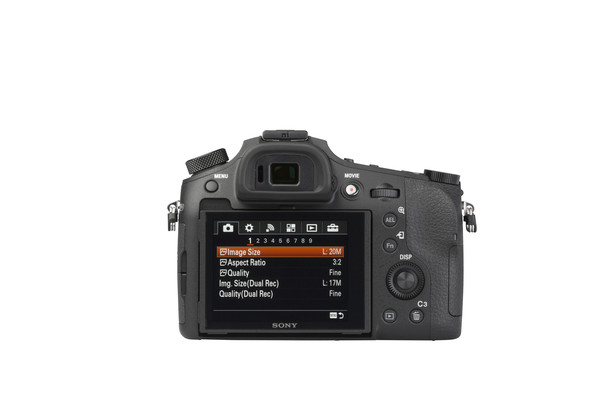 MENU
MOVIE
AEL
Fn
DISP
C3
1 2 3 4 5 6 7 8 9
Image Size L: 20M
Aspect Ratio 3:2
Quality Fine
Img. Size(Dual Rec) L: 17M
Quality(Dual Rec) Fine
SONY